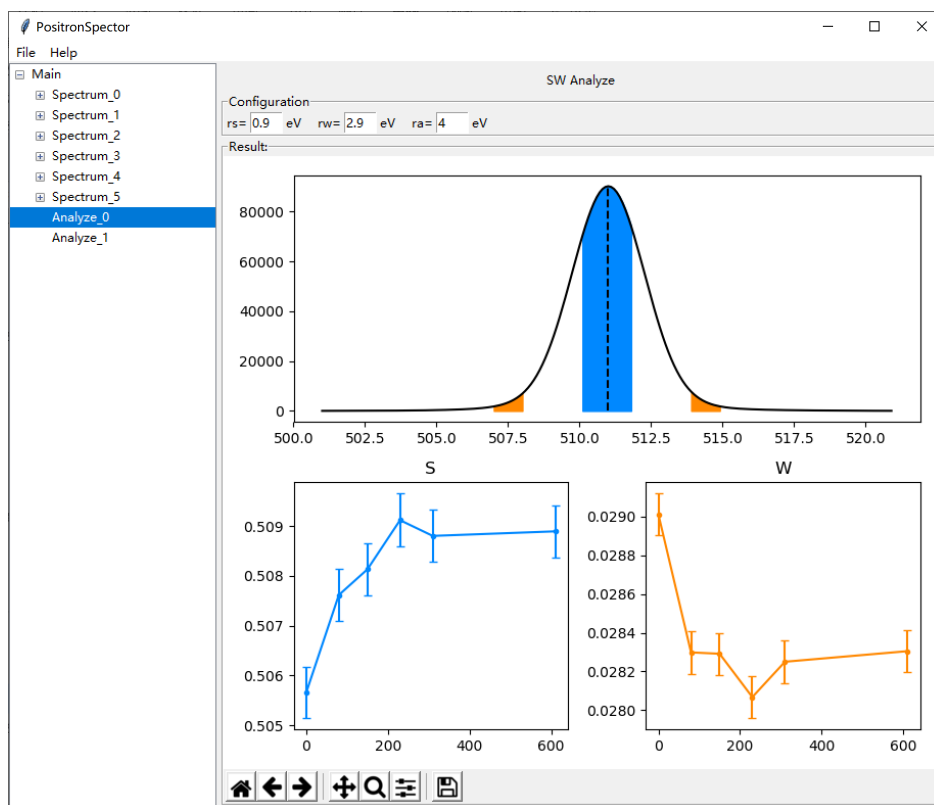 PositronSpector
File Help
Main
Spectrum_0
Spectrum_1
Spectrum_2
Spectrum_3
Spectrum_4
Spectrum_5
Analyze_0
Analyze_1
SW Analyze
Configuration
rs= 0.9 eV rw= 2.9 eV ra= 4 eV
Result:
80000
60000
40000
20000
0
500.0 502.5 505.0 507.5 510.0 512.5 515.0 517.5 520.0
S
0.509
0.508
0.507
0.506
0.505
0 200 400 600
W
0.0290
0.0288
0.0286
0.0284
0.0282
0.0280
0 200 400 600